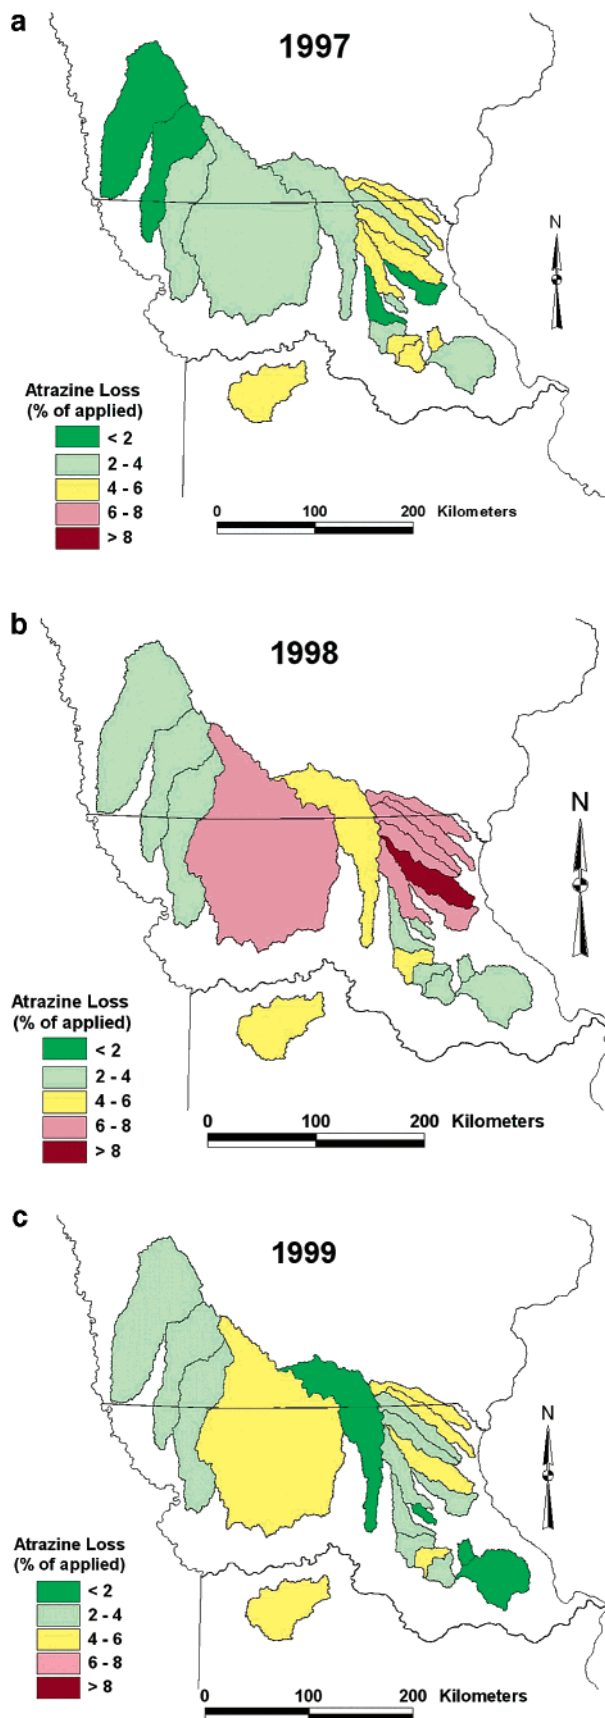 a
1997
N
Atrazine Loss
(% of applied)
< 2
2 - 4
4 - 6
6 - 8
> 8
0 100 200 Kilometers
b
1998
N
Atrazine Loss
(% of applied)
< 2
2 - 4
4 - 6
6 - 8
> 8
0 100 200 Kilometers
c
1999
N
Atrazine Loss
(% of applied)
< 2
2 - 4
4 - 6
6 - 8
> 8
0 100 200 Kilometers